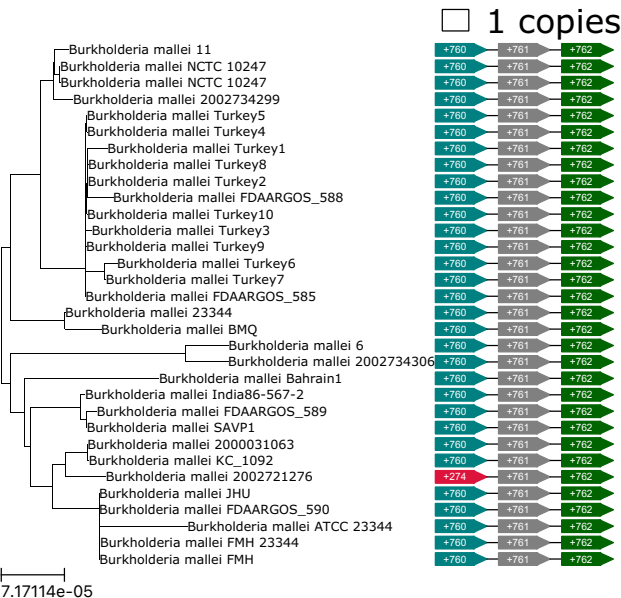 1 copies
Burkholderia mallei 11 +760 +761 +762
Burkholderia mallei NCTC 10247 +760 +761 +762
Burkholderia mallei NCTC 10247 +760 +761 +762
Burkholderia mallei 2002734299 +760 +761 +762
Burkholderia mallei Turkey5 +760 +761 +762
Burkholderia mallei Turkey4 +760 +761 +762
Burkholderia mallei Turkey1 +760 +761 +762
Burkholderia mallei Turkey8 +760 +761 +762
Burkholderia mallei Turkey2 +760 +761 +762
Burkholderia mallei FDAARGOS_588 +760 +761 +762
Burkholderia mallei Turkey10 +760 +761 +762
Burkholderia mallei Turkey3 +760 +761 +762
Burkholderia mallei Turkey9 +760 +761 +762
Burkholderia mallei Turkey6 +760 +761 +762
Burkholderia mallei Turkey7 +760 +761 +762
Burkholderia mallei FDAARGOS_585 +760 +761 +762
Burkholderia mallei 23344 +760 +761 +762
Burkholderia mallei BMQ +760 +761 +762
Burkholderia mallei 6 +760 +761 +762
Burkholderia mallei 2002734306 +760 +761 +762
Burkholderia mallei Bahrain1 +760 +761 +762
Burkholderia mallei India86-567-2 +760 +761 +762
Burkholderia mallei FDAARGOS_589 +760 +761 +762
Burkholderia mallei SAVP1 +760 +761 +762
Burkholderia mallei 2000031063 +760 +761 +762
Burkholderia mallei KC_1092 +760 +761 +762
Burkholderia mallei 2002721276 +274 +761 +762
Burkholderia mallei JHU +760 +761 +762
Burkholderia mallei FDAARGOS_590 +760 +761 +762
Burkholderia mallei ATCC 23344 +760 +761 +762
Burkholderia mallei FMH 23344 +760 +761 +762
Burkholderia mallei FMH +760 +761 +762
7.17114e-05